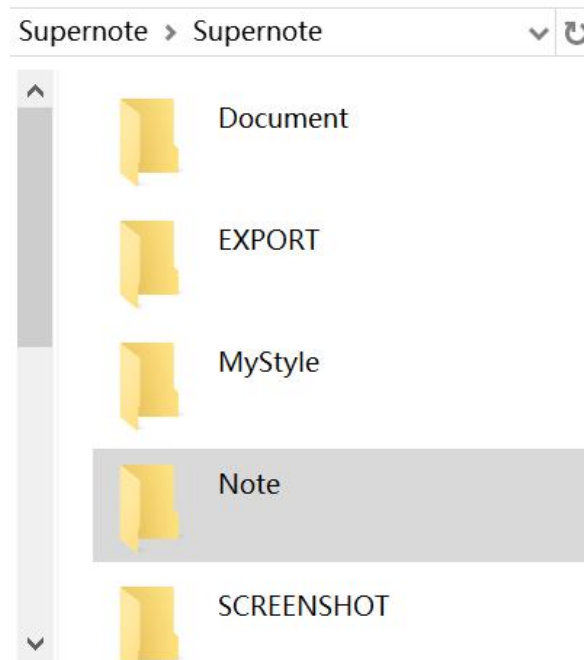 Supernote > Supernote
Document
EXPORT
MyStyle
Note
SCREENSHOT